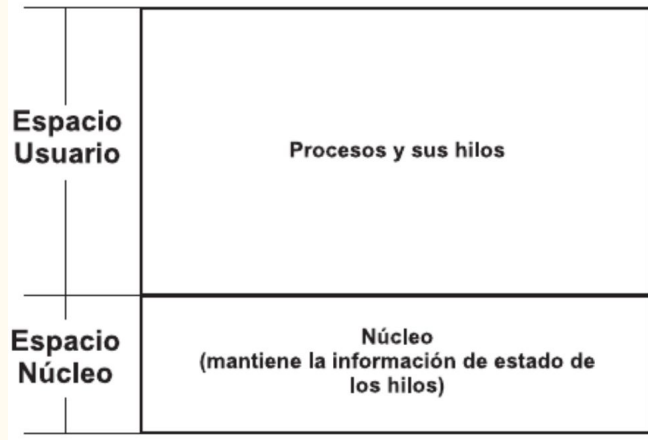 Espacio
Usuario
Procesos y sus hilos
Espacio
Núcleo
Núcleo
(mantiene la información de estado de
los hilos)